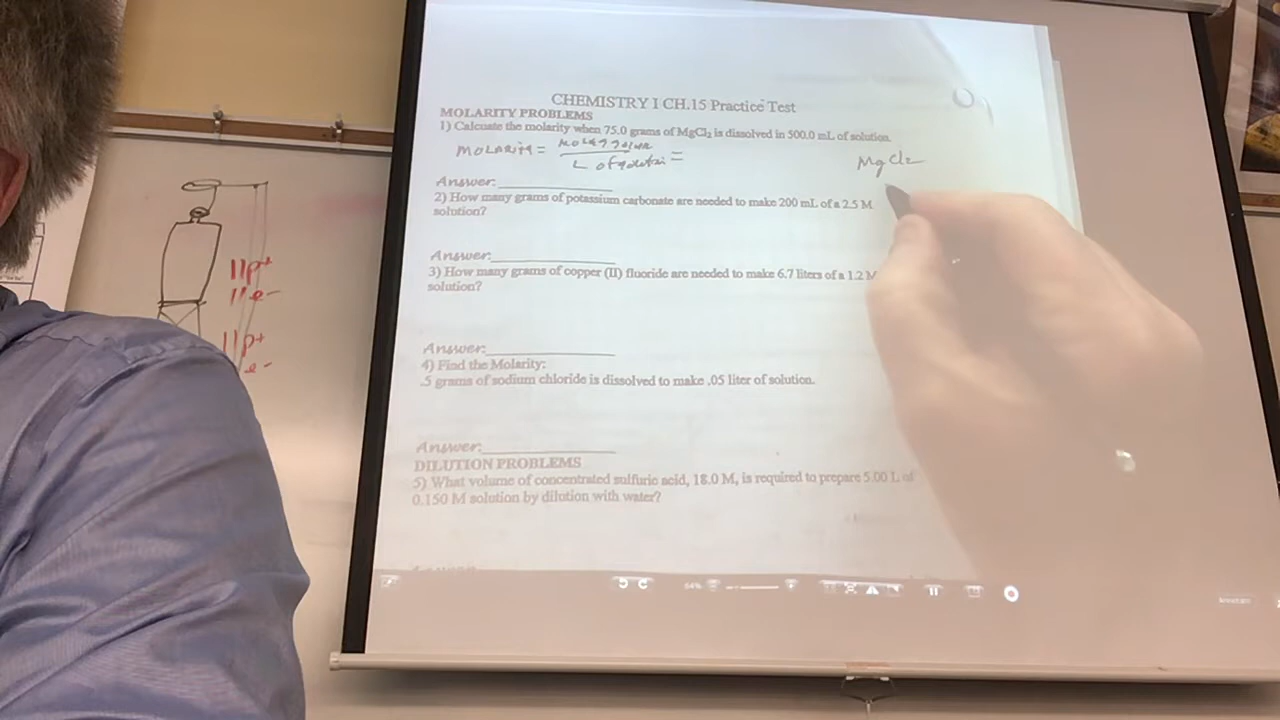 CHEMISTRY I CH.15 Practice Test
MOLARITY PROBLEMS
1) Calcuate the molarity when 75.0 grams of MgCl₂ is dissolved in 500.0 mL of solution.
MOLARITY =
L of
=
MgCl₂
Answer:
2) How many grams of potassium carbonate are needed to make 200 mL of a 2.5 M
solution?
Answer:
3) How many grams of copper (II) fluoride are needed to make 6.7 liters of a 1.2 M
solution?
Answer:
4) Find the Molarity:
.5 grams of sodium chloride is dissolved to make .05 liter of solution.
Answer:
DILUTION PROBLEMS
5) What volume of concentrated sulfuric acid, 18.0 M, is required to prepare 5.00 L of
0.150 M solution by dilution with water?
64%
11p+
11e-
11p+
e-